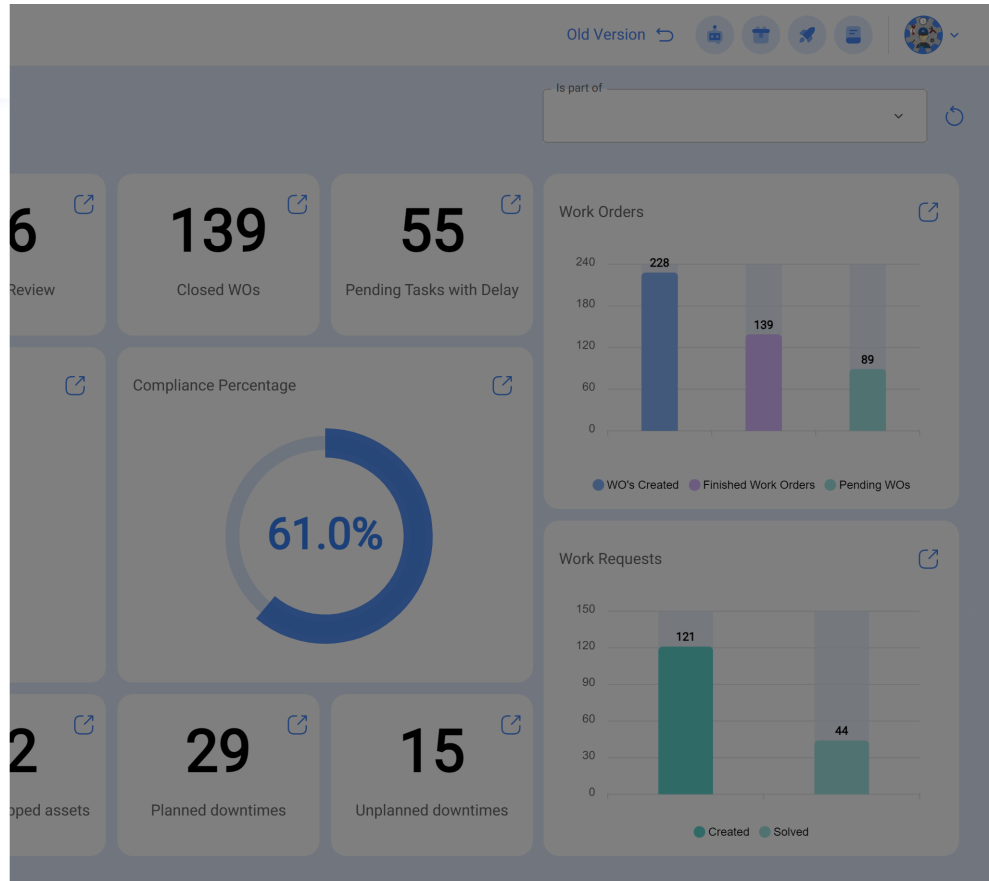 Old Version
Is part of
6
Review
139
Closed WOs
55
Pending Tasks with Delay
Work Orders
240
180
120
60
0
228
139
89
WO's Created
Finished Work Orders
Pending WOs
Compliance Percentage
61.0%
Work Requests
150
120
90
60
30
0
121
44
Created
Solved
2
assets
29
Planned downtimes
15
Unplanned downtimes